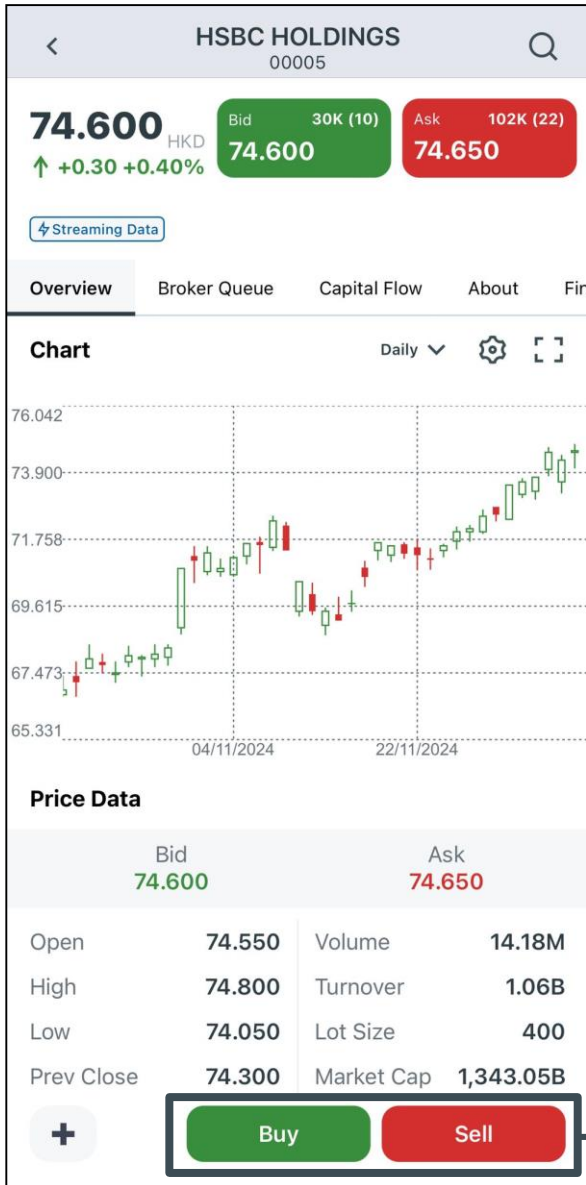 HSBC HOLDINGS
00005
74.600 HKD
+0.30 +0.40%
Bid 30K (10)
74.600
Ask 102K (22)
74.650
Streaming Data
Overview Broker Queue Capital Flow About Fin
Chart Daily
76.042
73.900
71.758
69.615
67.473
65.331
04/11/2024 22/11/2024
Price Data
Bid Ask
74.600 74.650
Open 74.550 Volume 14.18M
High 74.800 Turnover 1.06B
Low 74.050 Lot Size 400
Prev Close 74.300 Market Cap 1,343.05B
+ Buy Sell